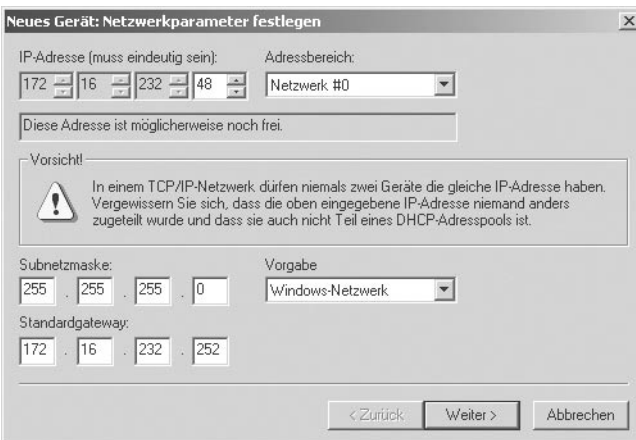 Neues Gerät: Netzwerkparameter festlegen
IP-Adresse (muss eindeutig sein): Adressbereich:
172 16 232 48 Netzwerk #0
Diese Adresse ist möglicherweise noch frei.
Vorsicht!
In einem TCP/IP-Netzwerk dürfen niemals zwei Geräte die gleiche IP-Adresse haben.
Vergewissern Sie sich, dass die oben eingegebene IP-Adresse niemand anders
zugeteilt wurde und dass sie auch nicht Teil eines DHCP-Adresspools ist.
Subnetzmaske: Vorgabe
255 . 255 . 255 . 0 Windows-Netzwerk
Standardgateway:
172 . 16 . 232 . 252
< Zurück Weiter > Abbrechen